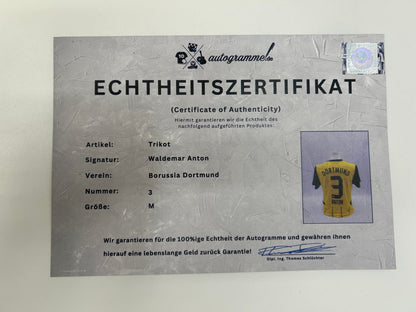 autogramme.de
ECHTHEITSZERTIFIKAT
(Certificate of Authenticity)
Hiermit garantieren wir die Echtheit des
nachfolgend aufgeführten Produktes:
Artikel: Trikot
Signatur: Waldemar Anton
Verein: Borussia Dortmund
Nummer: 3
Größe: M
DORTMUND
3
ANTON
Wir garantieren für die 100%ige Echtheit der Autogramme und gewähren ihnen
hierauf eine lebenslange Geld zurück Garantie!
Dipl. Ing. Thomas Schlüchter